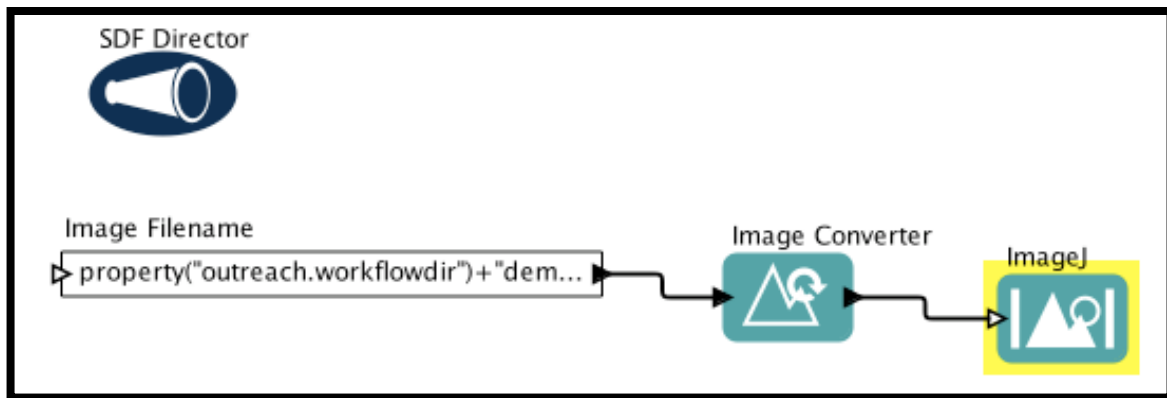 SDF Director
Image Filename
property("outreach.workflowdir")+"dem...
Image Converter
ImageJ